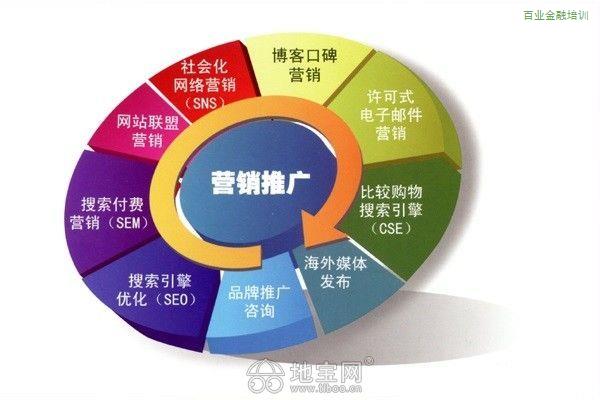 百业金融培训
博客口碑
营销
许可式
电子邮件
营销
比较购物
搜索引擎
(CSE)
海外媒体
发布
品牌推广
咨询
搜索引擎
优化(SEO)
搜索付费
营销(SEM)
网站联盟
营销
社会化
网络营销
(SNS)
营销推广
地宝网®
www.tlbao.cn